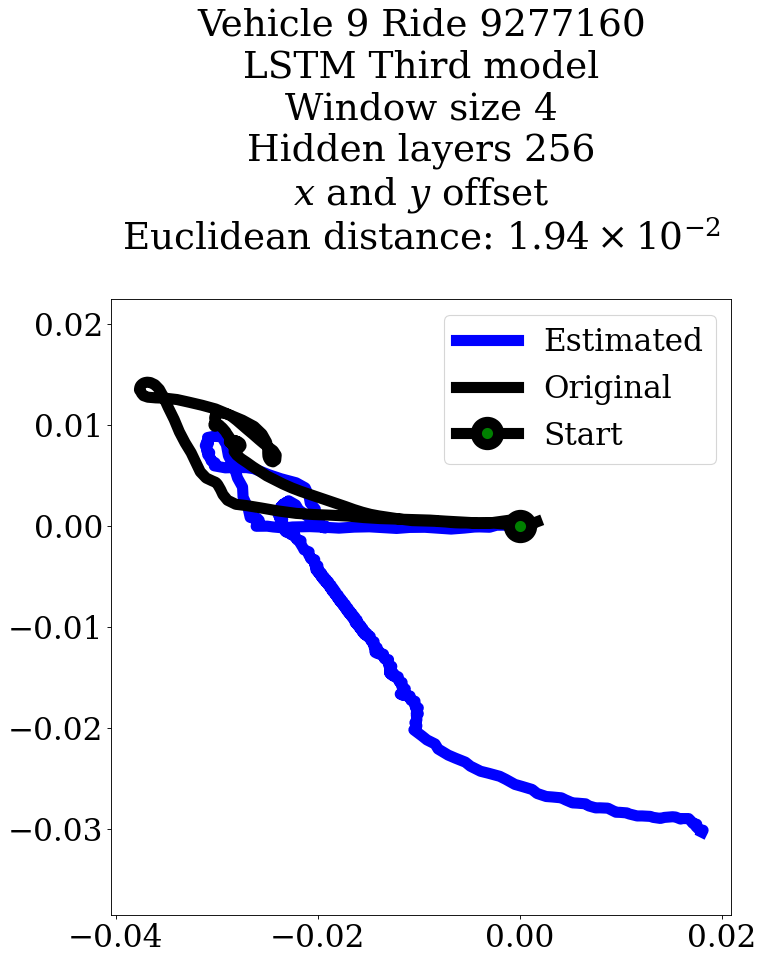 Vehicle 9 Ride 9277160
LSTM Third model
Window size 4
Hidden layers 256
x and y offset
Euclidean distance: 1.94 × 10⁻²
Estimated
Original
Start
0.02
0.01
0.00
−0.01
−0.02
−0.03
−0.04
−0.02
0.00
0.02